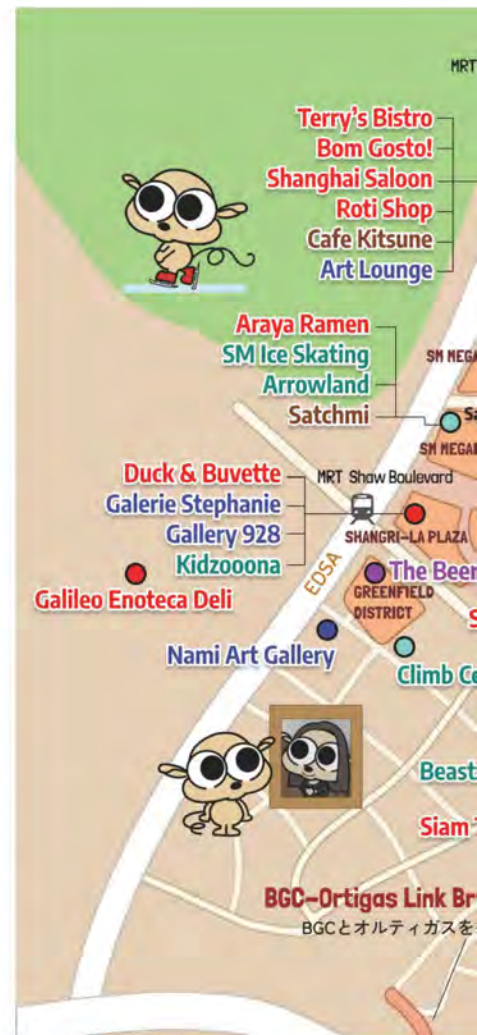 MRT
Terry's Bistro
Bom Gosto!
Shanghai Saloon
Roti Shop
Cafe Kitsune
Art Lounge
Araya Ramen
SM Ice Skating
Arrowland
Satchmi
SM MEGA
Sa
SM MEGA
Duck & Buvette
Galerie Stephanie
Gallery 928
Kidzooona
MRT Shaw Boulevard
SHANGRI-LA PLAZA
EDSA
The Beer
GREENFIELD
DISTRICT
Galileo Enoteca Deli
S
Nami Art Gallery
Climb Ce
Beast
Siam
BGC-Ortigas Link Br
BGCとオルティガスを